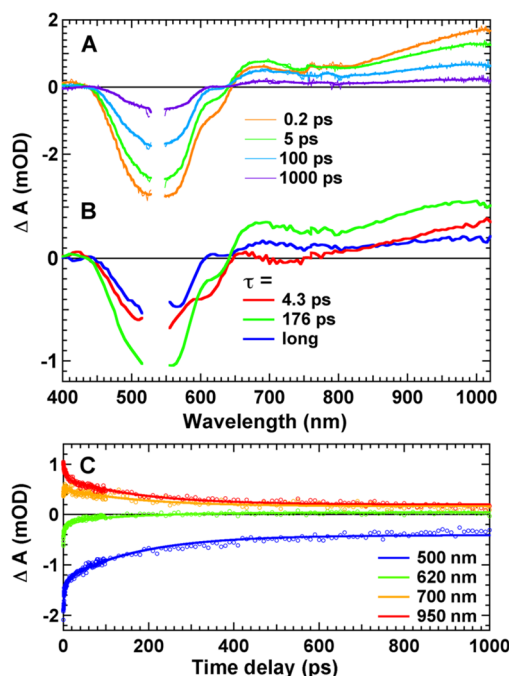 2
A
0
0.2 ps
5 ps
100 ps
1000 ps
-2
Δ A (mOD)
B
0
τ =
4.3 ps
176 ps
long
-1
Δ A (mOD)
400 500 600 700 800 900 1000
Wavelength (nm)
C
1
0
-1
-2
Δ A (mOD)
500 nm
620 nm
700 nm
950 nm
0 200 400 600 800 1000
Time delay (ps)